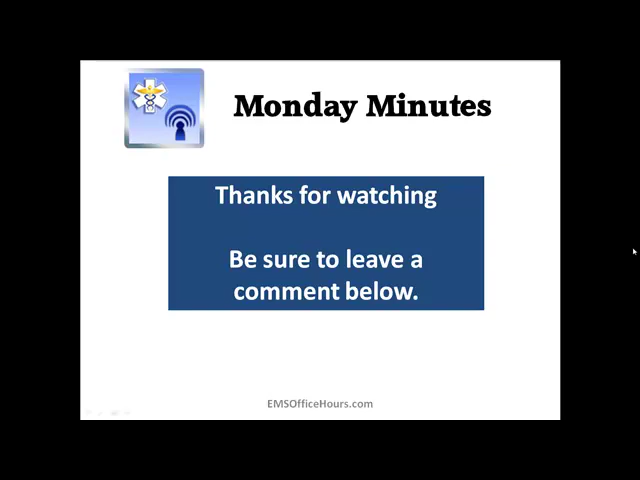 Monday Minutes
Thanks for watching
Be sure to leave a
comment below.
EMSOfficeHours.com